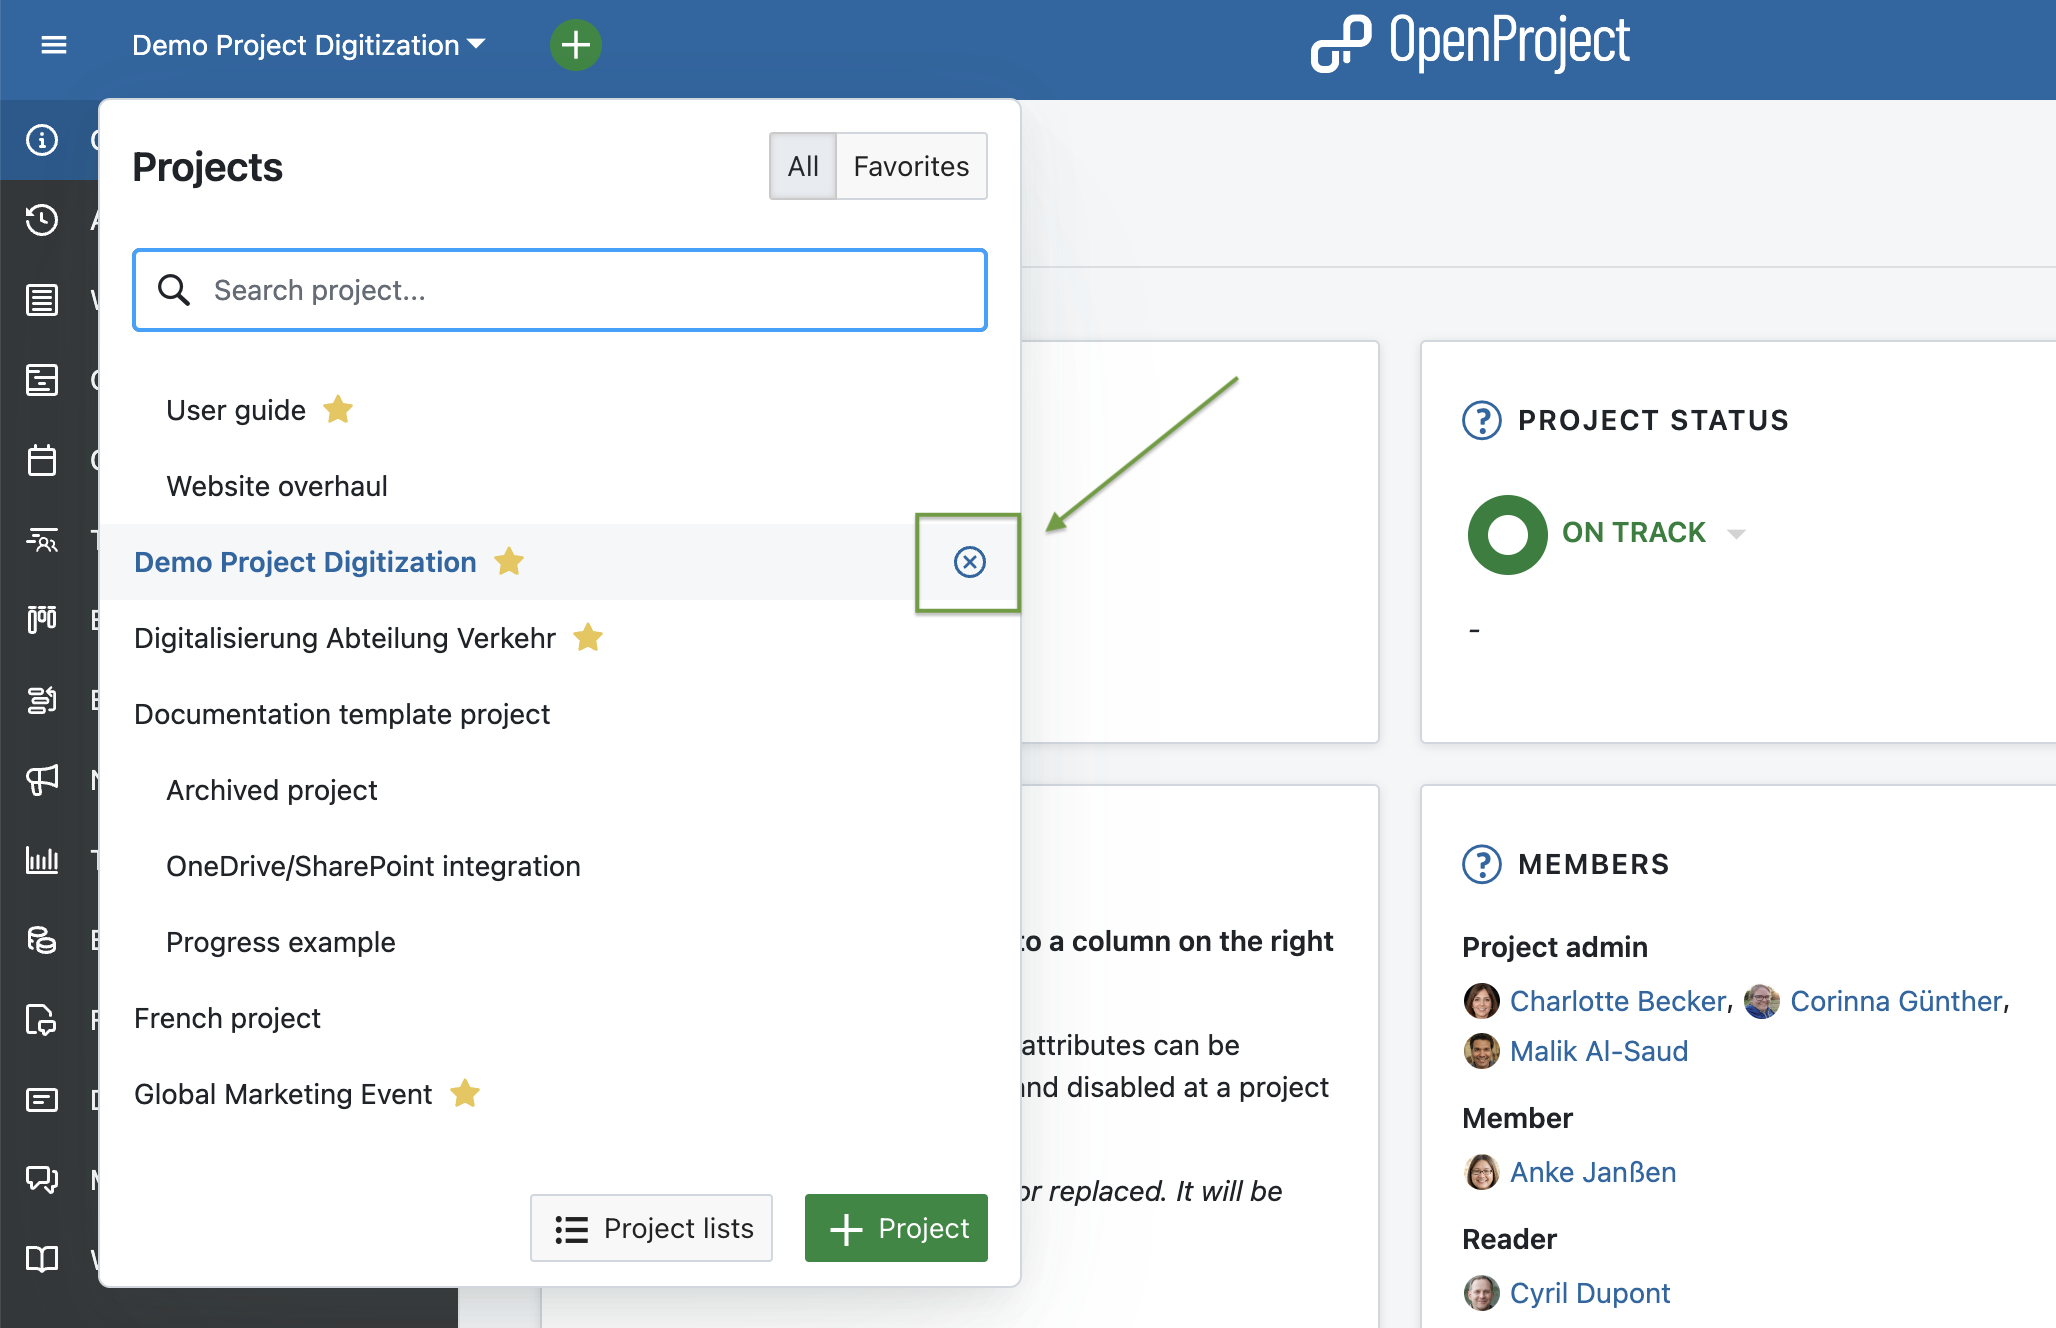 Demo Project Digitization
OpenProject
Projects
All
Favorites
Search project...
User guide
Website overhaul
Demo Project Digitization
Digitalisierung Abteilung Verkehr
Documentation template project
Archived project
OneDrive/SharePoint integration
Progress example
French project
Global Marketing Event
Project lists
Project
to a column on the right
attributes can be
and disabled at a project
or replaced. It will be
PROJECT STATUS
ON TRACK
-
MEMBERS
Project admin
Charlotte Becker, Corinna Günther,
Malik Al-Saud
Member
Anke Janßen
Reader
Cyril Dupont